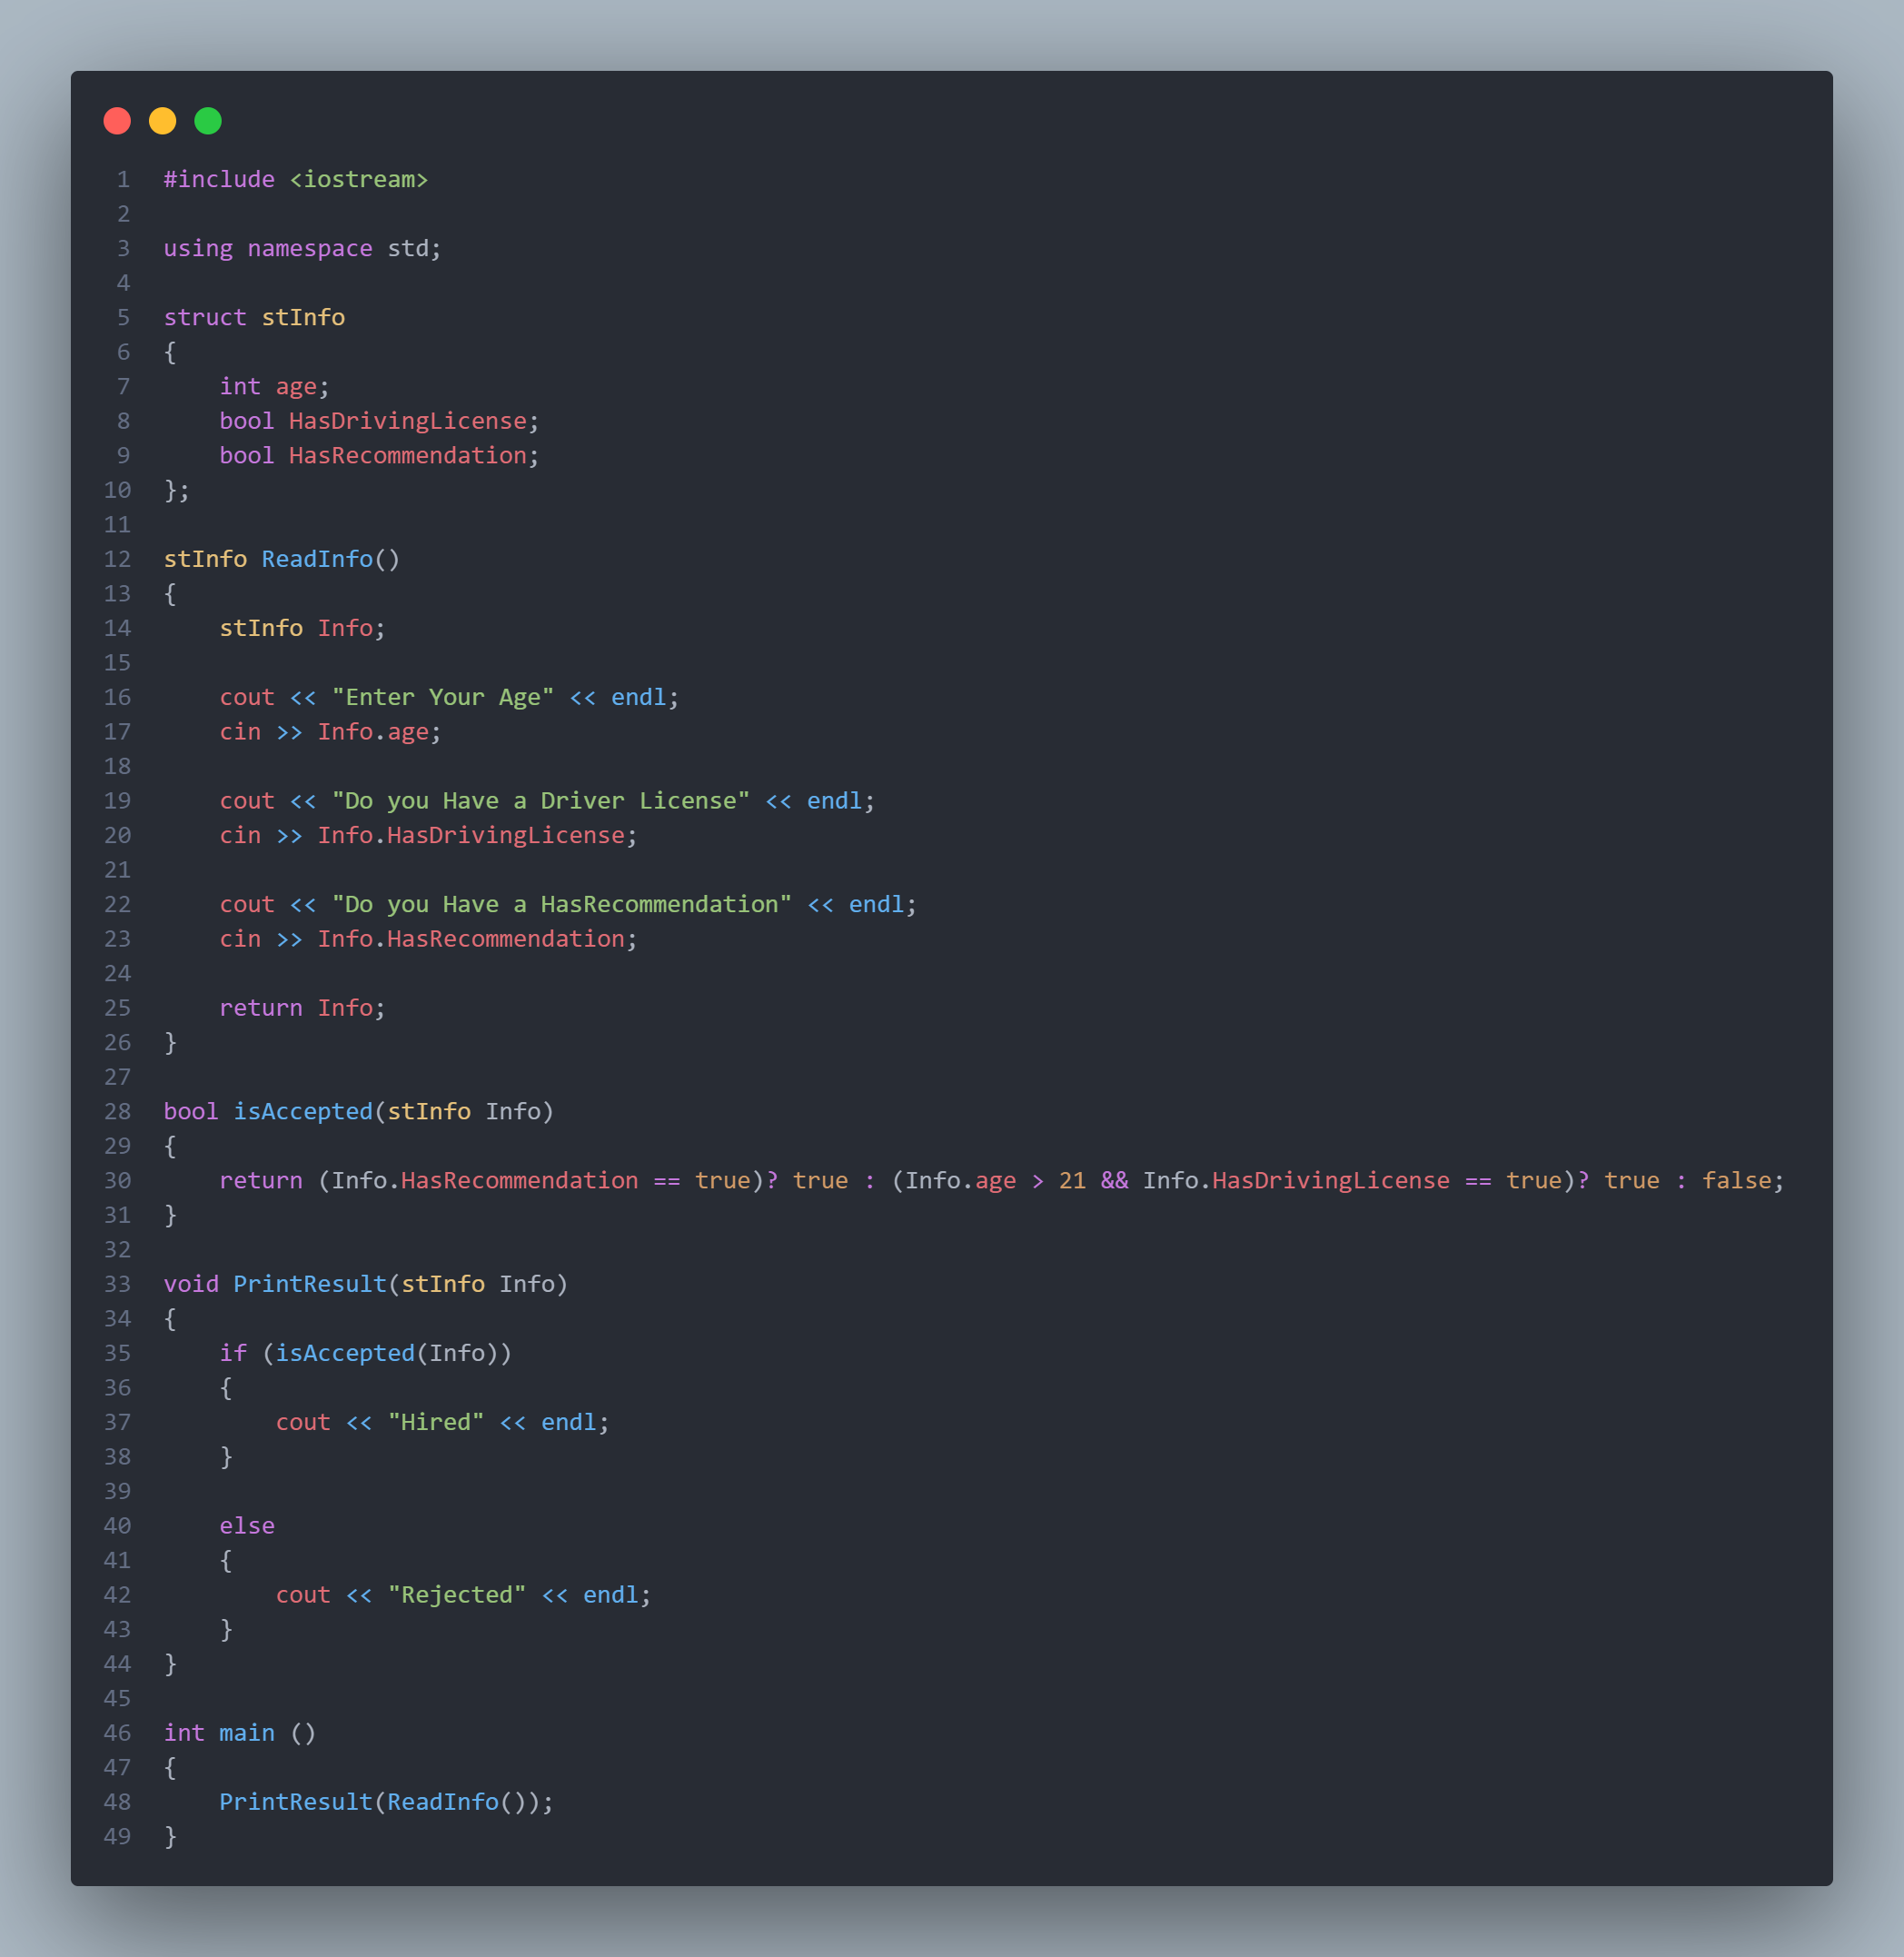 1 #include <iostream>
2
3 using namespace std;
4
5 struct stInfo
6 {
7     int age;
8     bool HasDrivingLicense;
9     bool HasRecommendation;
10 };
11
12 stInfo ReadInfo()
13 {
14     stInfo Info;
15
16     cout << "Enter Your Age" << endl;
17     cin >> Info.age;
18
19     cout << "Do you Have a Driver License" << endl;
20     cin >> Info.HasDrivingLicense;
21
22     cout << "Do you Have a HasRecommendation" << endl;
23     cin >> Info.HasRecommendation;
24
25     return Info;
26 }
27
28 bool isAccepted(stInfo Info)
29 {
30     return (Info.HasRecommendation == true)? true : (Info.age > 21 && Info.HasDrivingLicense == true)? true : false;
31 }
32
33 void PrintResult(stInfo Info)
34 {
35     if (isAccepted(Info))
36     {
37         cout << "Hired" << endl;
38     }
39
40     else
41     {
42         cout << "Rejected" << endl;
43     }
44 }
45
46 int main ()
47 {
48     PrintResult(ReadInfo());
49 }